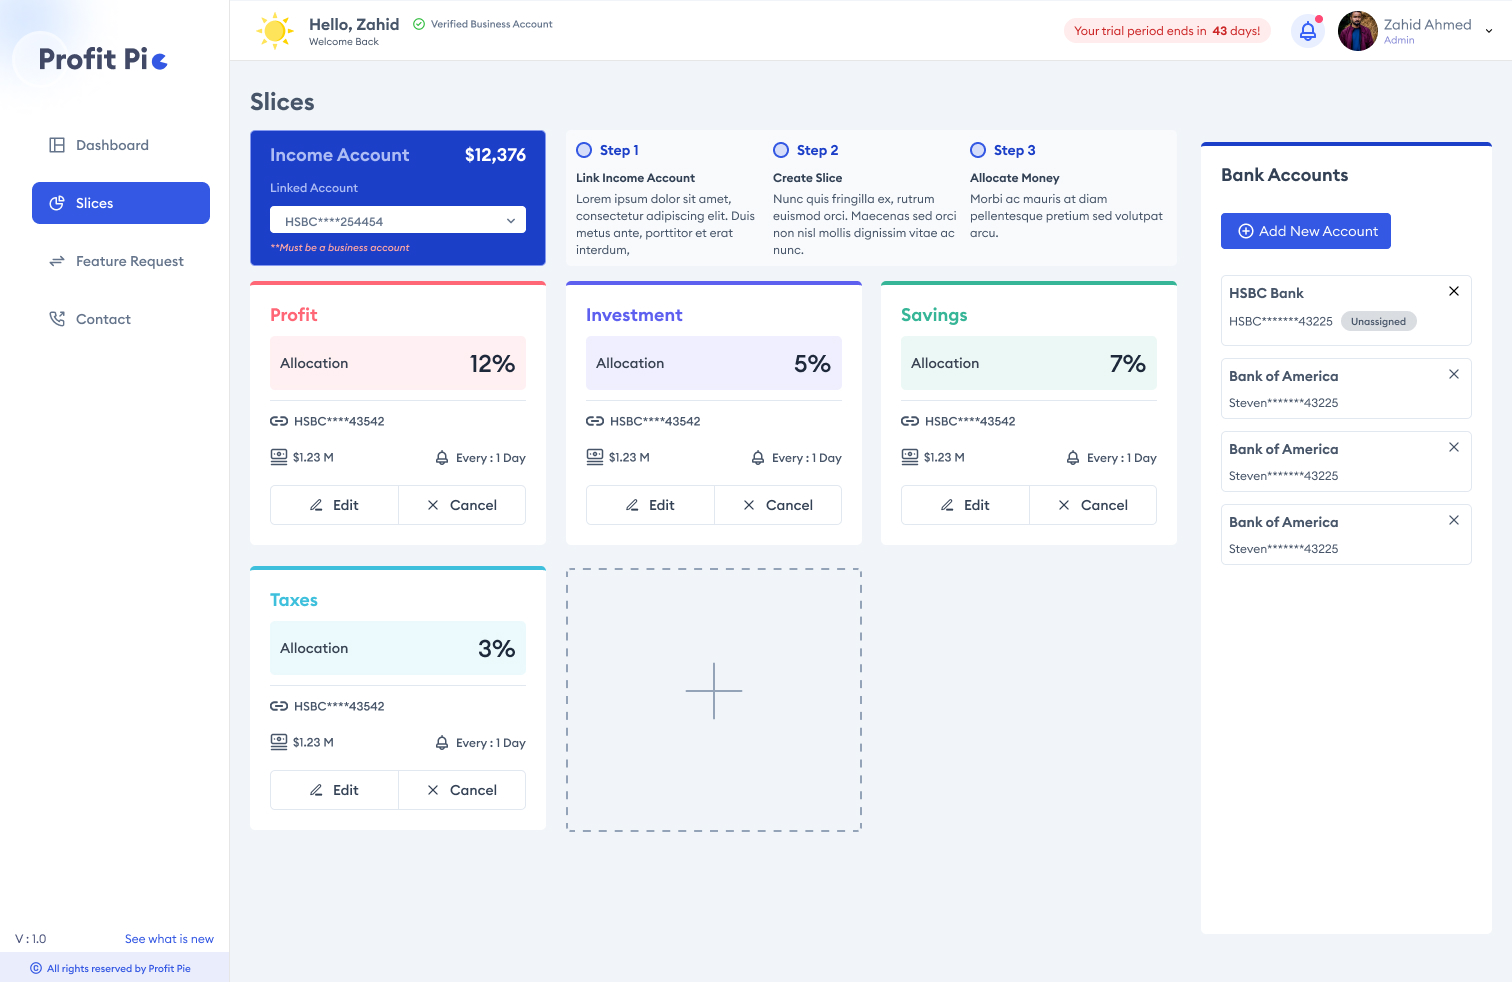 Profit Pi
Dashboard
Slices
Feature Request
Contact
V : 1.0
See what is new
© All rights reserved by Profit Pie
Hello, Zahid
Verified Business Account
Welcome Back
Your trial period ends in 43 days!
Zahid Ahmed
Admin
Slices
Income Account
$12,376
Linked Account
HSBC****254454
**Must be a business account
Step 1
Link Income Account
Lorem ipsum dolor sit amet,
consectetur adipiscing elit. Duis
metus ante, porttitor et erat
interdum,
Step 2
Create Slice
Nunc quis fringilla ex, rutrum
euismod orci. Maecenas sed orci
non nisl mollis dignissim vitae ac
nunc.
Step 3
Allocate Money
Morbi ac mauris at diam
pellentesque pretium sed volutpat
arcu.
Profit
Allocation
12%
HSBC****43542
$1.23 M
Every : 1 Day
Edit
Cancel
Investment
Allocation
5%
HSBC****43542
$1.23 M
Every : 1 Day
Edit
Cancel
Savings
Allocation
7%
HSBC****43542
$1.23 M
Every : 1 Day
Edit
Cancel
Taxes
Allocation
3%
HSBC****43542
$1.23 M
Every : 1 Day
Edit
Cancel
Bank Accounts
Add New Account
HSBC Bank
HSBC*******43225
Unassigned
Bank of America
Steven*******43225
Bank of America
Steven*******43225
Bank of America
Steven*******43225